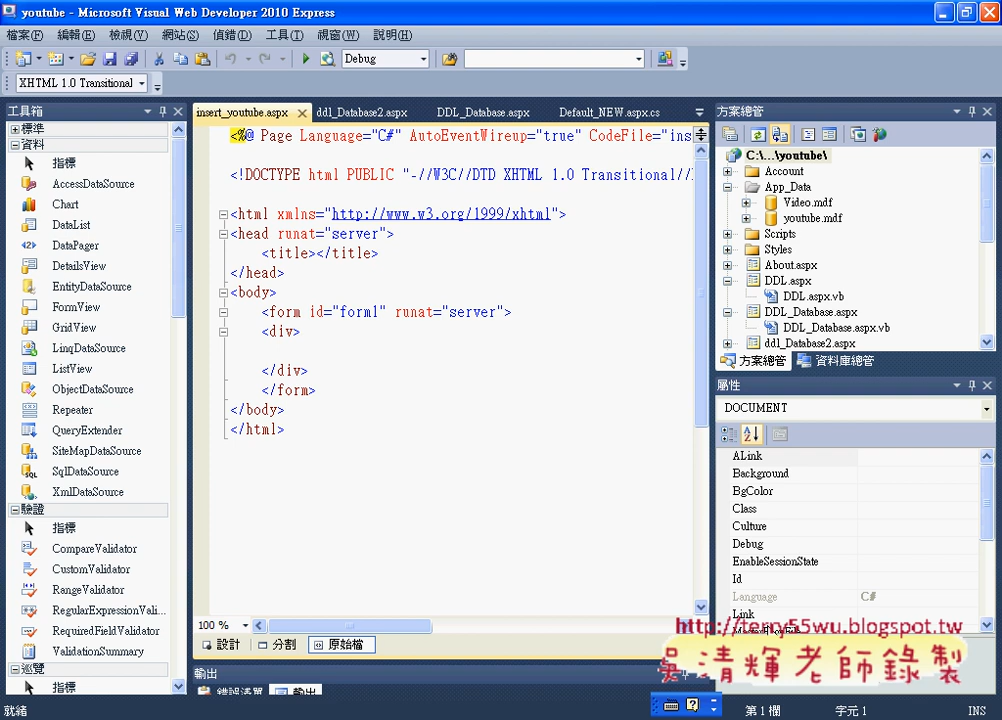 youtube - Microsoft Visual Web Developer 2010 Express
檔案(F) 編輯(E) 檢視(V) 網站(S) 偵錯(D) 工具(T) 視窗(W) 說明(H)
Debug
XHTML 1.0 Transitional
工具箱
標準
資料
指標
AccessDataSource
Chart
DataList
DataPager
DetailsView
EntityDataSource
FormView
GridView
LinqDataSource
ListView
ObjectDataSource
Repeater
QueryExtender
SiteMapDataSource
SqlDataSource
XmlDataSource
驗證
指標
CompareValidator
CustomValidator
RangeValidator
RegularExpressionVali...
RequiredFieldValidator
ValidationSummary
巡覽
指標
insert_youtube.aspx ddl_Database2.aspx DDL_Database.aspx Default_NEW.aspx.cs
<%@ Page Language="C#" AutoEventWireup="true" CodeFile="ins
<!DOCTYPE html PUBLIC "-//W3C//DTD XHTML 1.0 Transitional//
<html xmlns="http://www.w3.org/1999/xhtml">
<head runat="server">
<title></title>
</head>
<body>
<form id="form1" runat="server">
<div>
</div>
</form>
</body>
</html>
100 %
設計 分割 原始檔
輸出
錯誤清單 輸出
方案總管
C:\...\youtube\
Account
App_Data
Video.mdf
youtube.mdf
Scripts
Styles
About.aspx
DDL.aspx
DDL.aspx.vb
DDL_Database.aspx
DDL_Database.aspx.vb
ddl_Database2.aspx
方案總管 資料庫總管
屬性
DOCUMENT
ALink
Background
BgColor
Class
Culture
Debug
EnableSessionState
Id
Language C#
Link
http://terry55wu.blogspot.tw
吳清輝老師錄製
就緒 第 1 欄 字元 1 INS